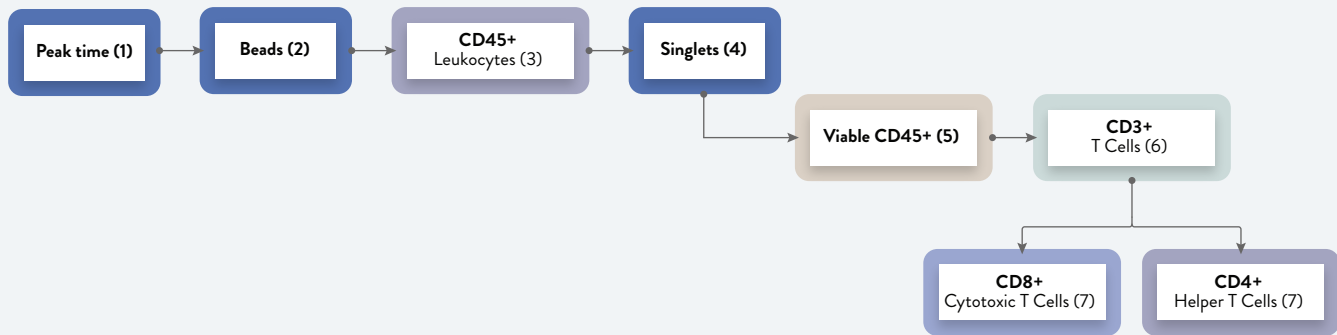 Peak time (1)
Beads (2)
CD45+
Leukocytes (3)
Singlets (4)
Viable CD45+ (5)
CD3+
T Cells (6)
CD8+
Cytotoxic T Cells (7)
CD4+
Helper T Cells (7)